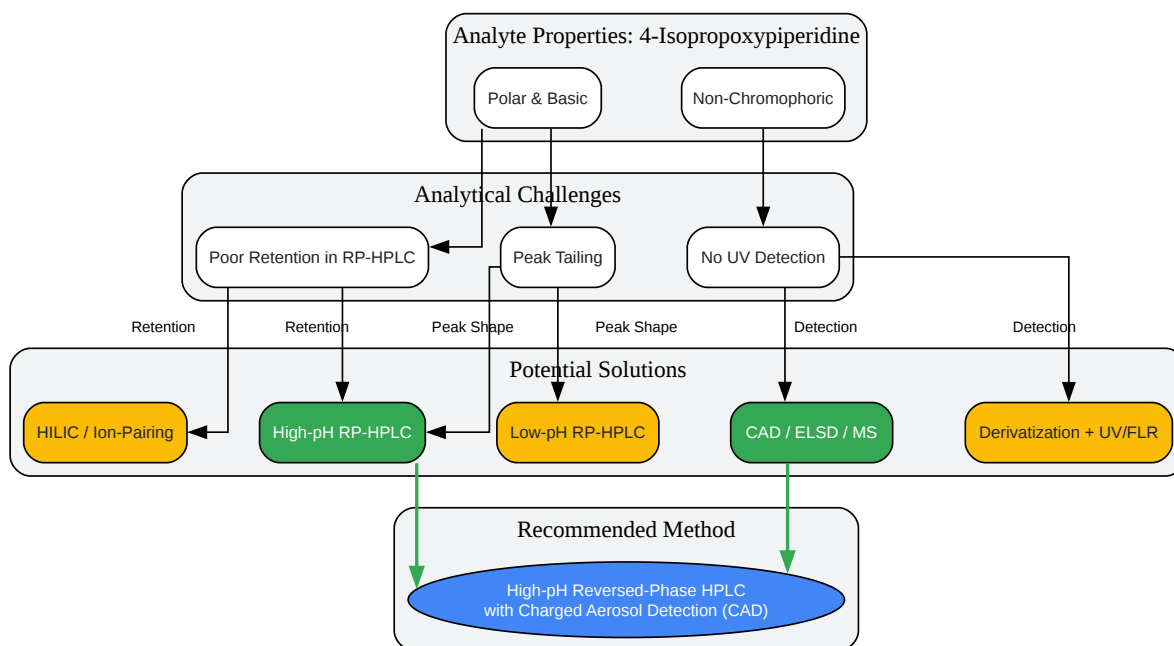 Analyte Properties: 4-Isopropoxypiperidine
Polar & Basic
Non-Chromophoric
Analytical Challenges
Poor Retention in RP-HPLC
Peak Tailing
No UV Detection
Retention
Retention
Peak Shape
Peak Shape
Detection
Detection
Potential Solutions
HILIC / Ion-Pairing
High-pH RP-HPLC
Low-pH RP-HPLC
CAD / ELSD / MS
Derivatization + UV/FLR
Recommended Method
High-pH Reversed-Phase HPLC
with Charged Aerosol Detection (CAD)